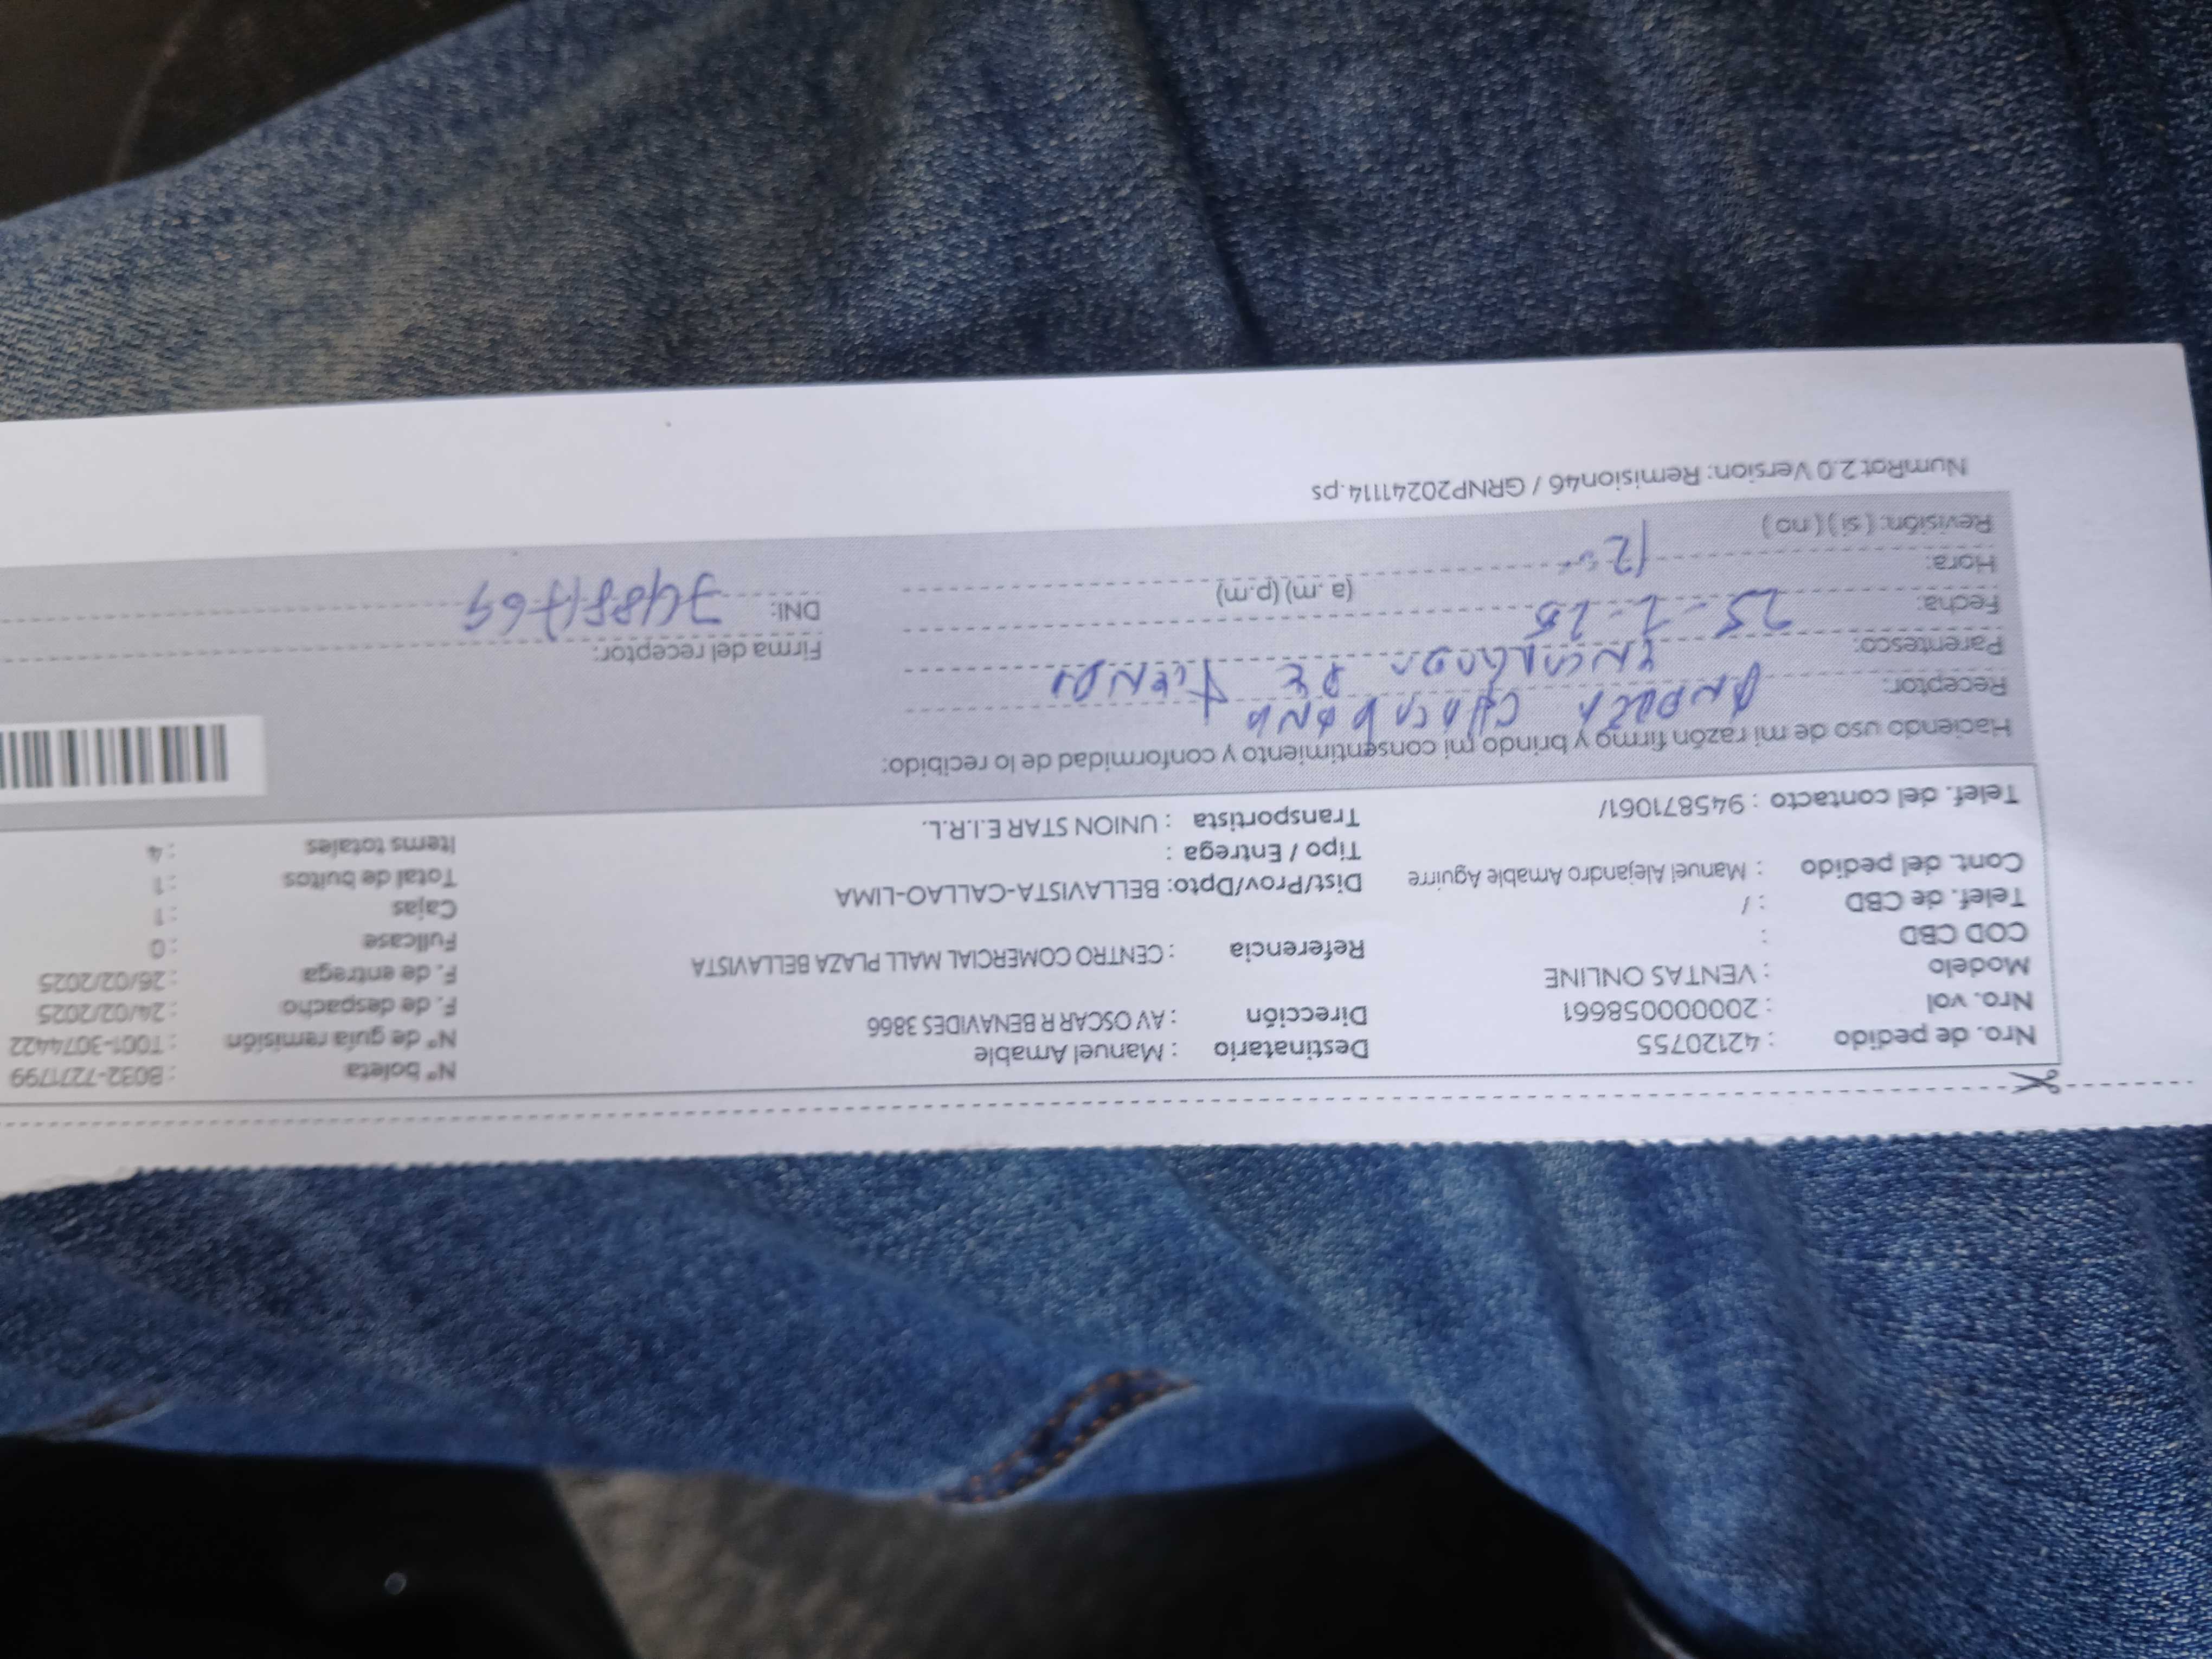 Nro. de pedido : 42120755 Destinatario : Manuel Amable N° boleta : B032-7271799
Nro. vol : 20000058661 Dirección : AV OSCAR R BENAVIDES 3866 N° de guía remisión : T001-3074422
Modelo : VENTAS ONLINE F. de despacho : 24/02/2025
COD CBD : Referencia : CENTRO COMERCIAL MALL PLAZA BELLAVISTA F. de entrega : 26/02/2025
Telef. de CBD : / Fullcase : 0
Cont. del pedido : Manuel Alejandro Amable Aguirre Dist/Prov/Dpto: BELLAVISTA-CALLAO-LIMA Cajas : 1
Tipo / Entrega : Total de bultos : 1
Telef. del contacto : 945871061/ Transportista : UNION STAR E.I.R.L. Items totales : 4
Haciendo uso de mi razón firmo y brindo mi consentimiento y conformidad de lo recibido:
Receptor: ANDREA
Parentesco: ENCARGADA DE TIENDA
Firma del receptor:
Fecha: 25-2-25
DNI:
Hora: (a .m) (p.m)
Revisión: ( si ) ( no )
NumRot 2.0 Version: Remision46 / GRNP20241114.ps